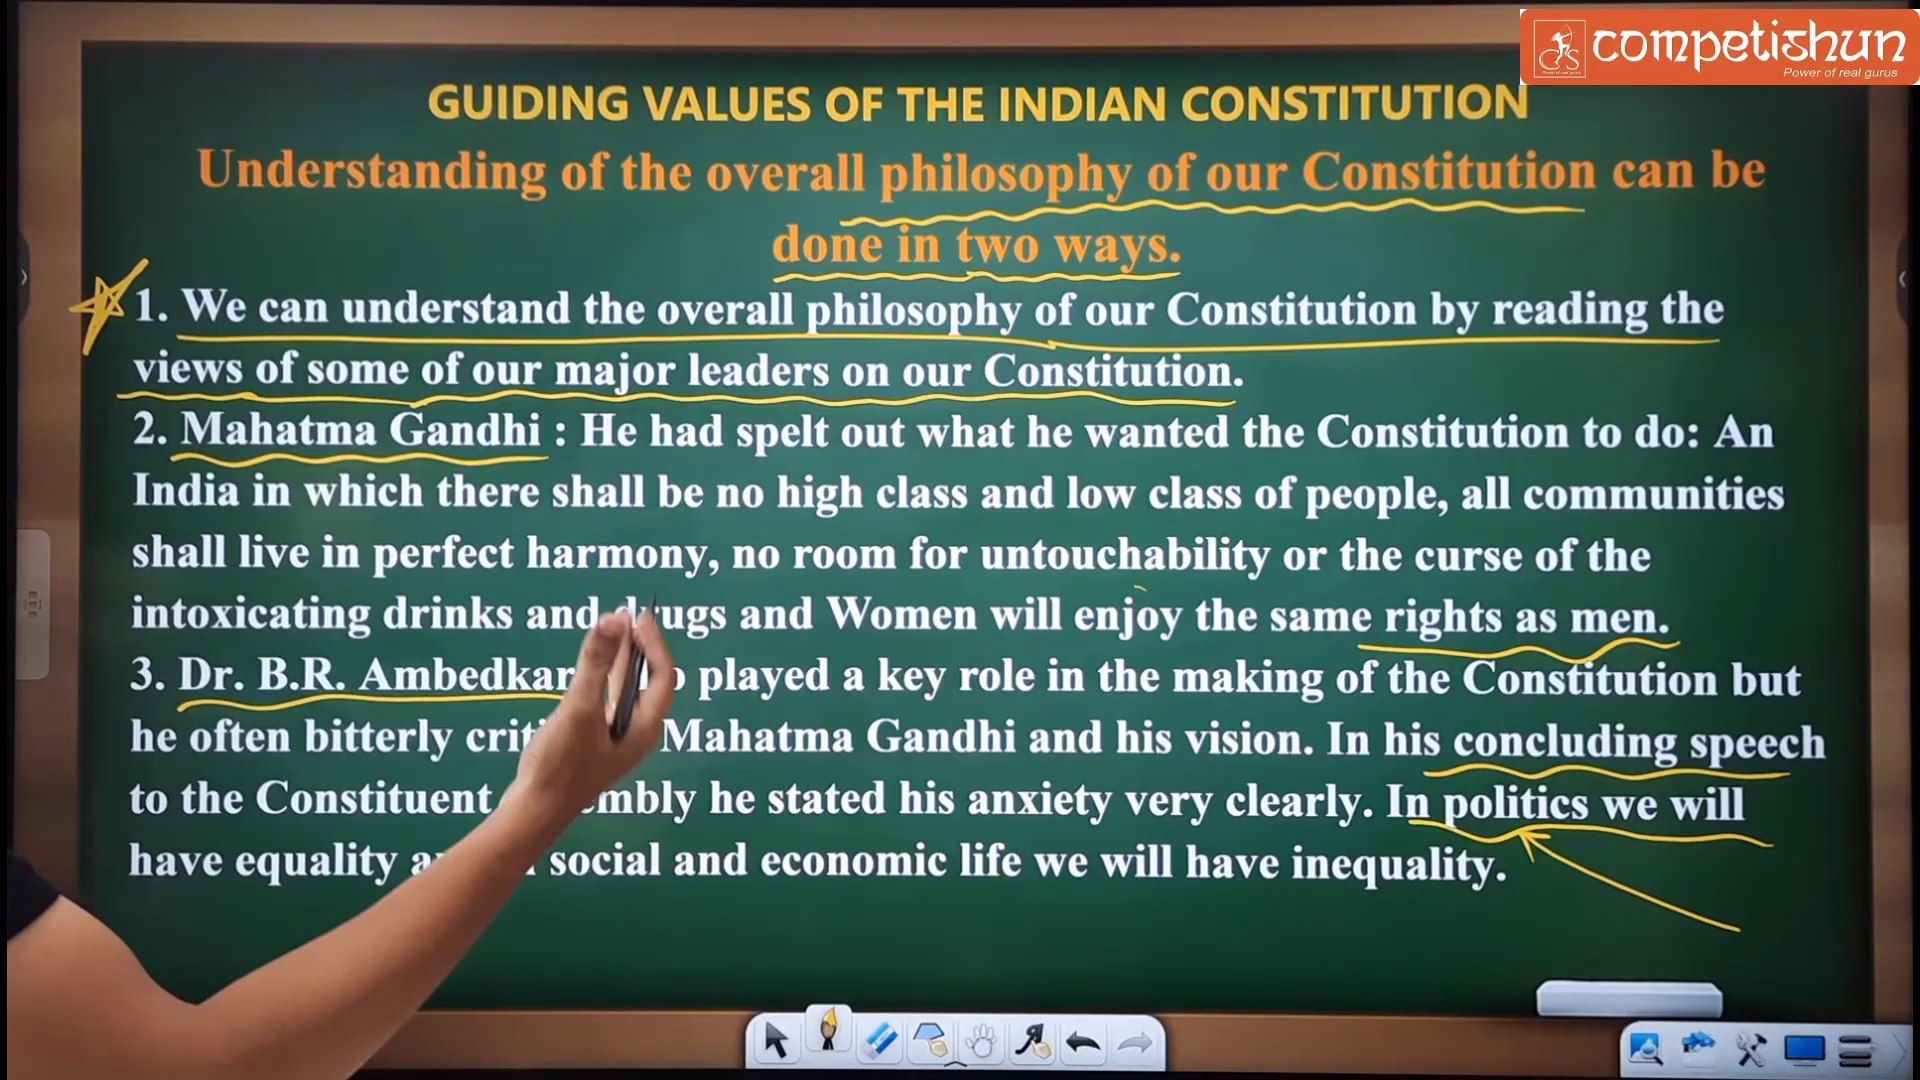 competishun
Power of real gurus
GUIDING VALUES OF THE INDIAN CONSTITUTION
Understanding of the overall philosophy of our Constitution can be
done in two ways.
1. We can understand the overall philosophy of our Constitution by reading the
views of some of our major leaders on our Constitution.
2. Mahatma Gandhi : He had spelt out what he wanted the Constitution to do: An
India in which there shall be no high class and low class of people, all communities
shall live in perfect harmony, no room for untouchability or the curse of the
intoxicating drinks and drugs and Women will enjoy the same rights as men.
3. Dr. B.R. Ambedkar played a key role in the making of the Constitution but
he often bitterly Mahatma Gandhi and his vision. In his concluding speech
to the Constituent he stated his anxiety very clearly. In politics we will
have equality social and economic life we will have inequality.